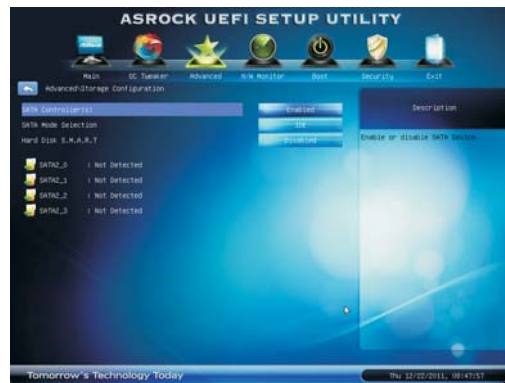 ASROCK UEFI SETUP UTILITY
Main OC Tweaker Advanced H/W Monitor Boot Security Exit
Advanced\Storage Configuration
SATA Controller(s) Enabled
SATA Mode Selection IDE
Hard Disk S.M.A.R.T Disabled
SATA2_0 : Not Detected
SATA2_1 : Not Detected
SATA2_2 : Not Detected
SATA2_3 : Not Detected
Description
Enable or disable SATA Device.
Tomorrow's Technology Today
Thu 12/22/2011, 08:47:57